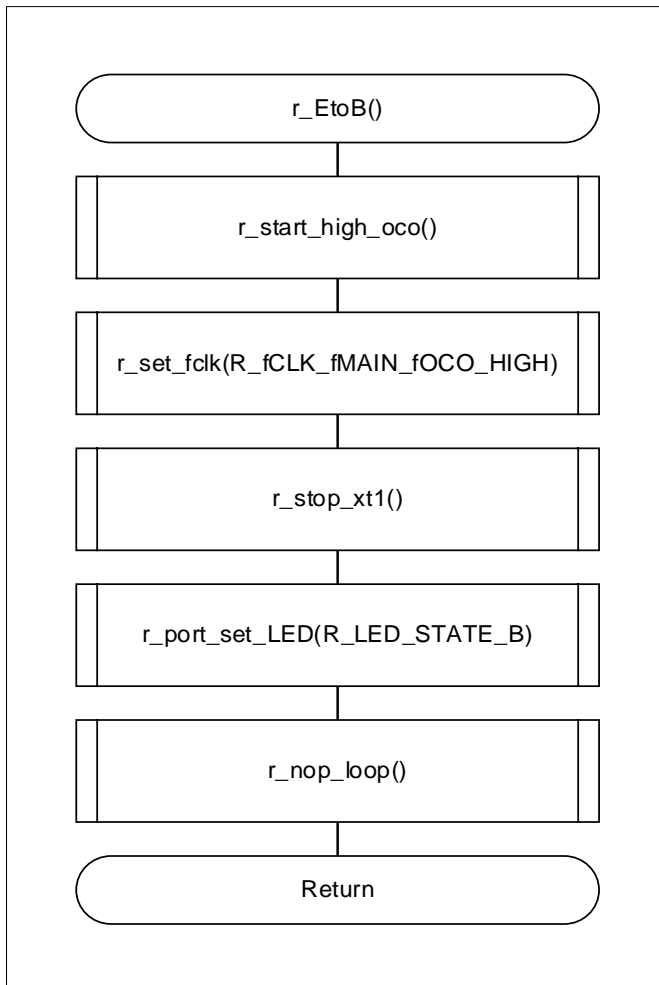 r_EtoB()
r_start_high_oco()
r_set_fclk(R_fCLK_fMAIN_fOCO_HIGH)
r_stop_xt1()
r_port_set_LED(R_LED_STATE_B)
r_nop_loop()
Return